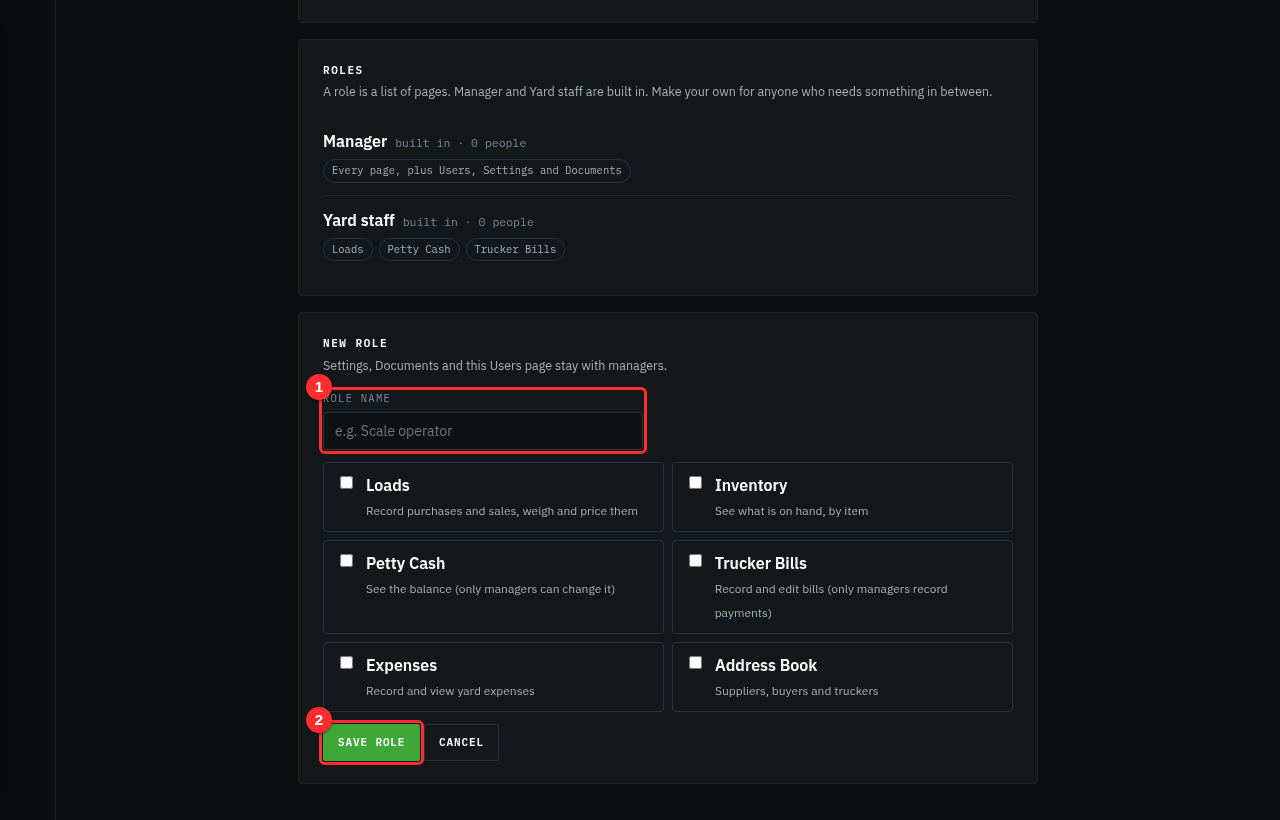 ROLES
A role is a list of pages. Manager and Yard staff are built in. Make your own for anyone who needs something in between.
Manager built in · 0 people
Every page, plus Users, Settings and Documents
Yard staff built in · 0 people
Loads Petty Cash Trucker Bills
NEW ROLE
Settings, Documents and this Users page stay with managers.
1
ROLE NAME
e.g. Scale operator
Loads
Record purchases and sales, weigh and price them
Inventory
See what is on hand, by item
Petty Cash
See the balance (only managers can change it)
Trucker Bills
Record and edit bills (only managers record
payments)
Expenses
Record and view yard expenses
Address Book
Suppliers, buyers and truckers
2
SAVE ROLE CANCEL